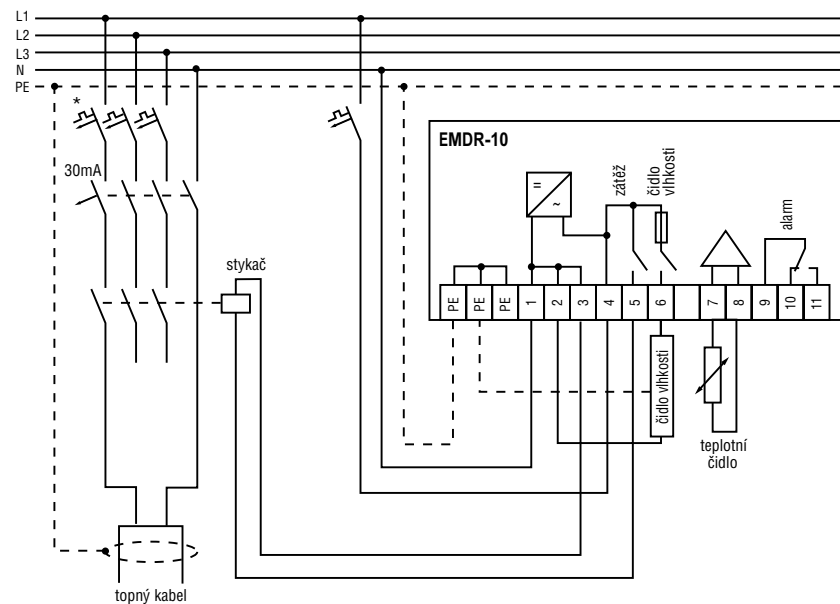 L1
L2
L3
N
PE
*
30mA
EMDR-10
=
~
zátěž
čidlo
vlhkosti
alarm
stykač
PE
PE
PE
1
2
3
4
5
6
7
8
9
10
11
čidlo vlhkosti
teplotní
čidlo
topný kabel